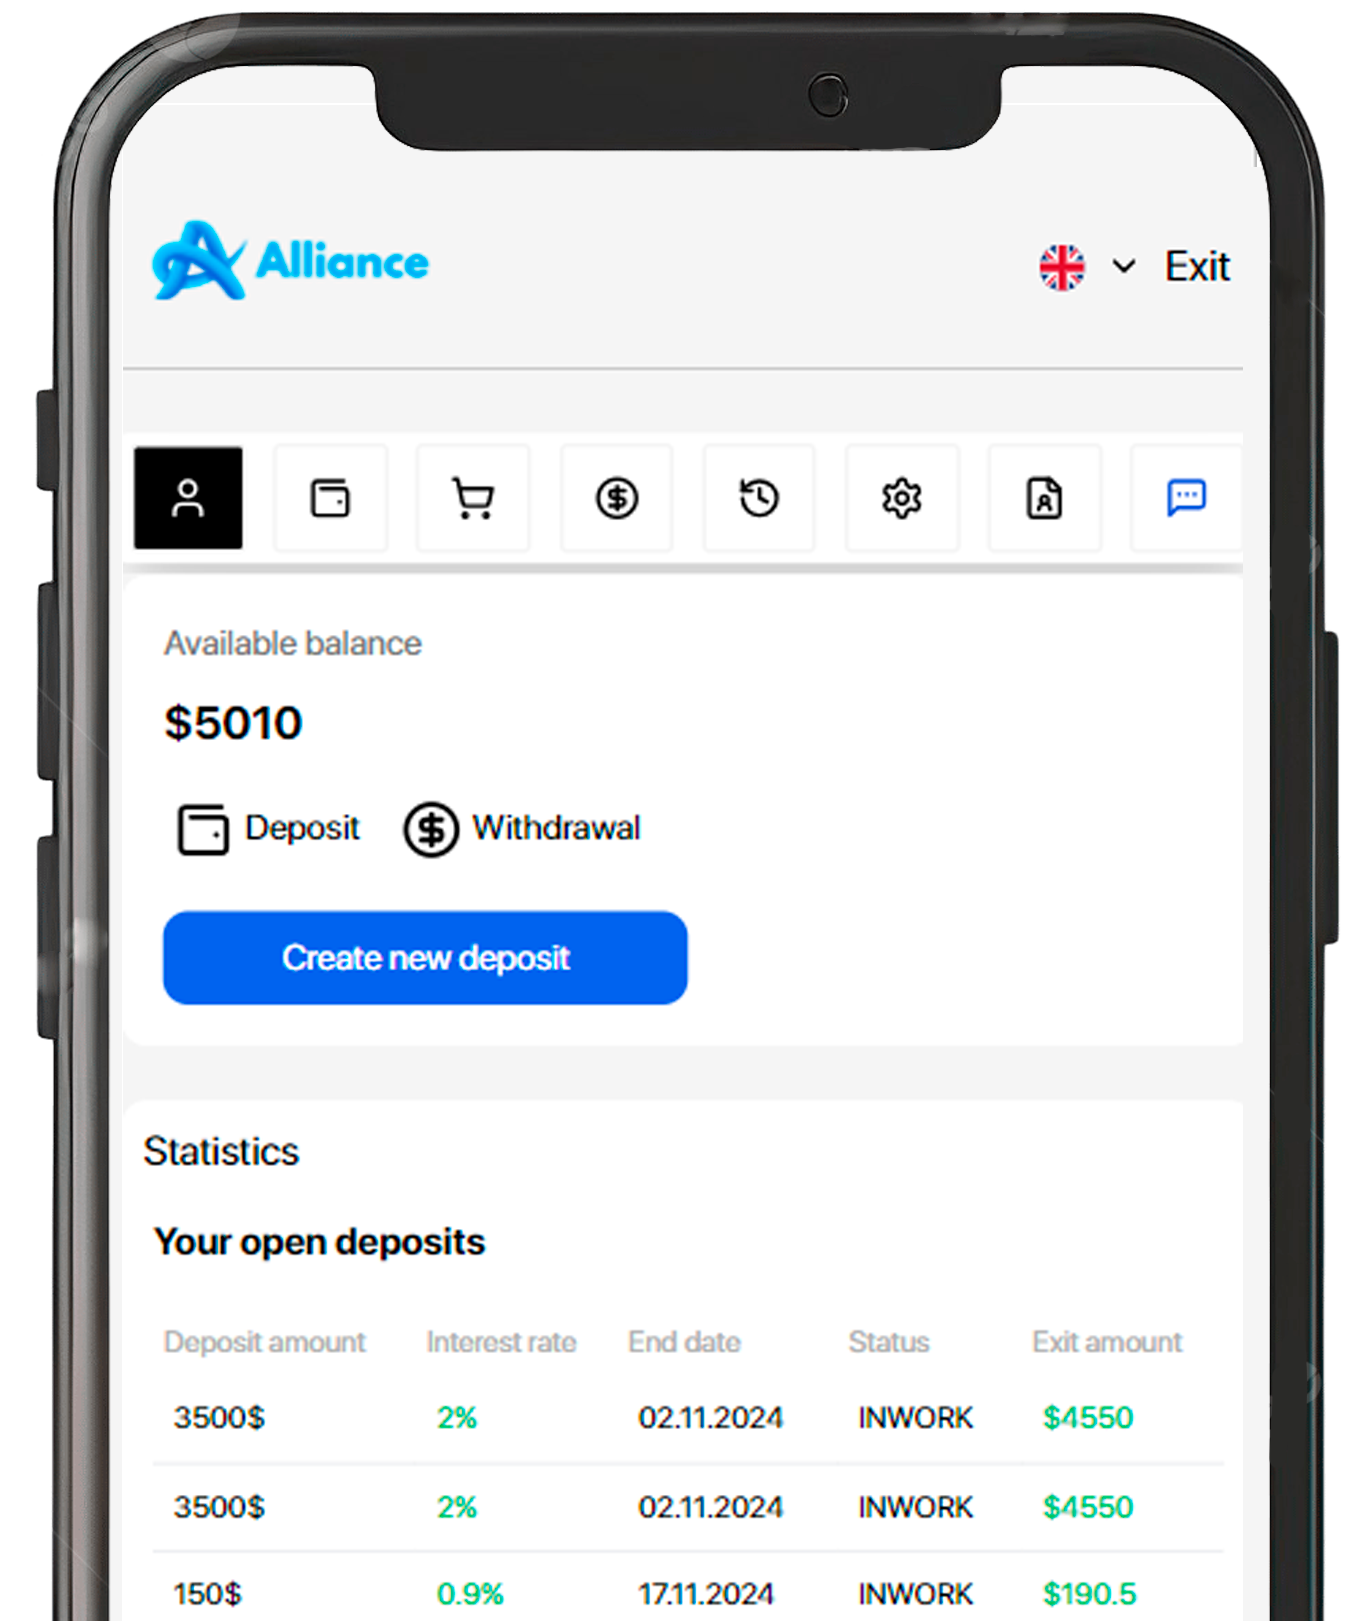 Alliance
Exit
Available balance
$5010
Deposit Withdrawal
Create new deposit
Statistics
Your open deposits
Deposit amount Interest rate End date Status Exit amount
3500$ 2% 02.11.2024 INWORK $4550
3500$ 2% 02.11.2024 INWORK $4550
150$ 0.9% 17.11.2024 INWORK $190.5